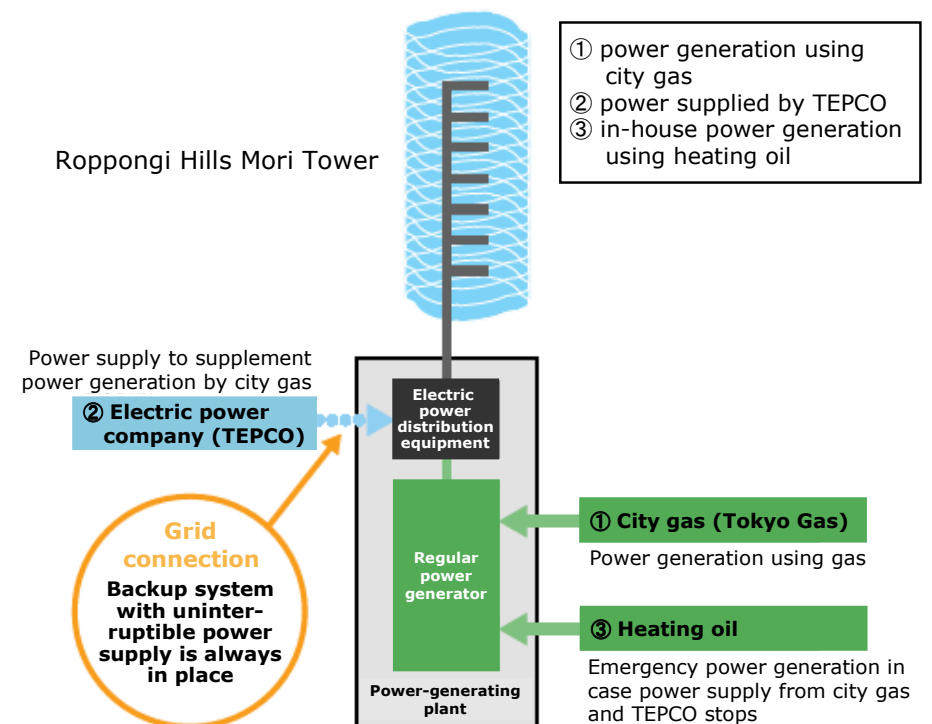 ① power generation using
city gas
② power supplied by TEPCO
③ in-house power generation
using heating oil
Roppongi Hills Mori Tower
Power supply to supplement
power generation by city gas
② Electric power
company (TEPCO)
Electric
power
distribution
equipment
Grid
connection
Backup system
with uninter-
ruptible power
supply is always
in place
Regular
power
generator
① City gas (Tokyo Gas)
Power generation using gas
③ Heating oil
Emergency power generation in
case power supply from city gas
and TEPCO stops
Power-generating
plant